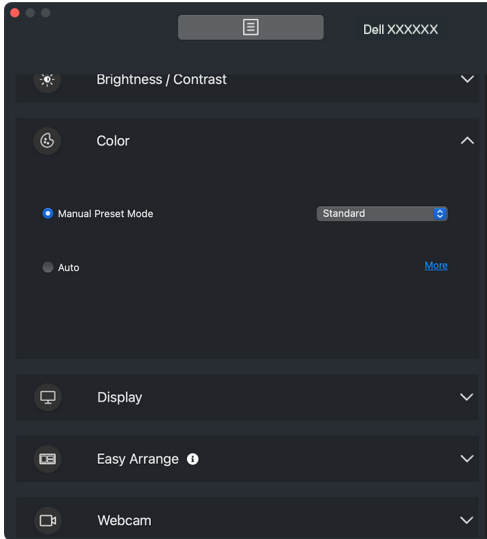 Dell XXXXXX
Brightness / Contrast
Color
Manual Preset Mode Standard
Auto More
Display
Easy Arrange
Webcam